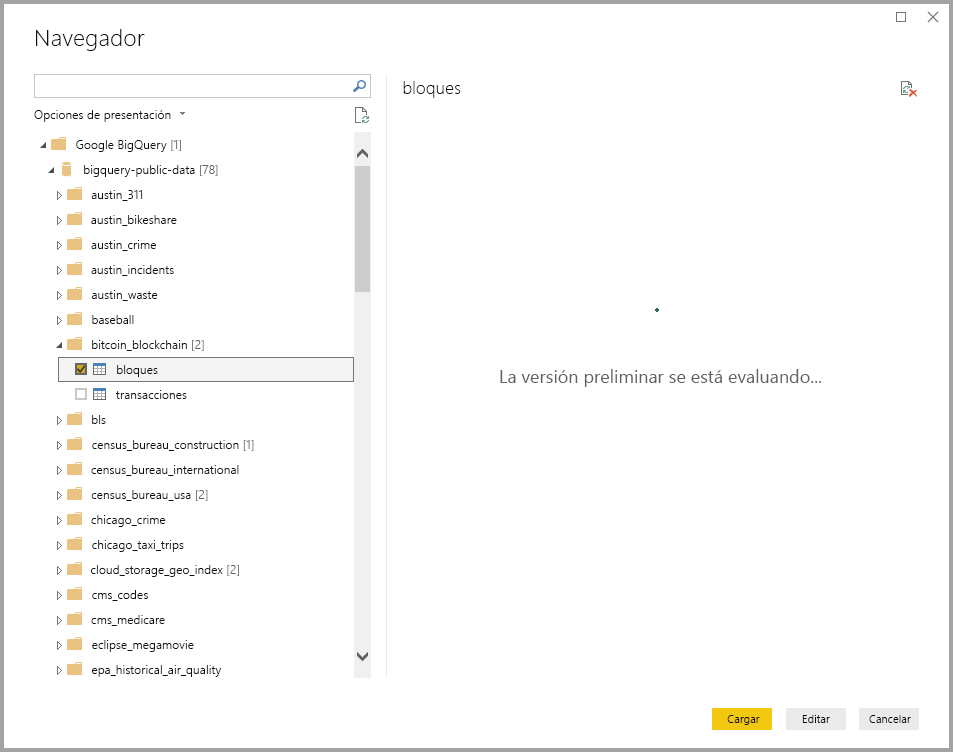 Navegador
Opciones de presentación
Google BigQuery [1]
bigquery-public-data [78]
austin_311
austin_bikeshare
austin_crime
austin_incidents
austin_waste
baseball
bitcoin_blockchain [2]
bloques
transacciones
bls
census_bureau_construction [1]
census_bureau_international
census_bureau_usa [2]
chicago_crime
chicago_taxi_trips
cloud_storage_geo_index [2]
cms_codes
cms_medicare
eclipse_megamovie
epa_historical_air_quality
bloques
La versión preliminar se está evaluando...
Cargar
Editar
Cancelar